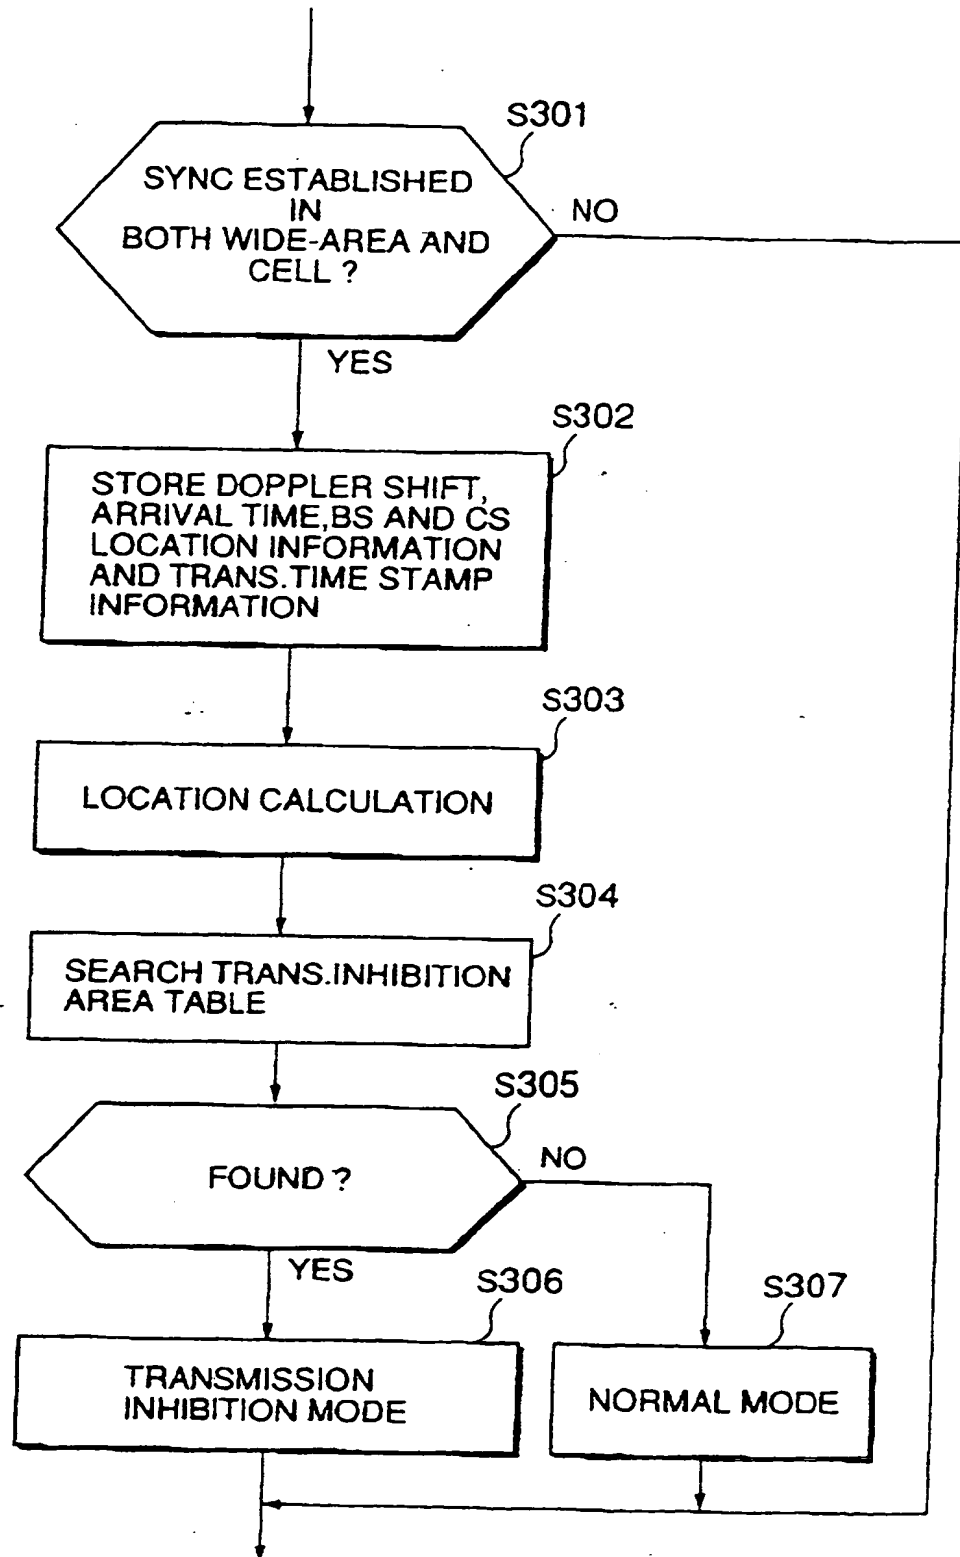 S301
SYNC ESTABLISHED
IN
BOTH WIDE-AREA AND
CELL ?
NO
YES
S302
STORE DOPPLER SHIFT,
ARRIVAL TIME,BS AND CS
LOCATION INFORMATION
AND TRANS.TIME STAMP
INFORMATION
S303
LOCATION CALCULATION
S304
SEARCH TRANS.INHIBITION
AREA TABLE
S305
FOUND ?
NO
YES
S306
S307
TRANSMISSION
INHIBITION MODE
NORMAL MODE